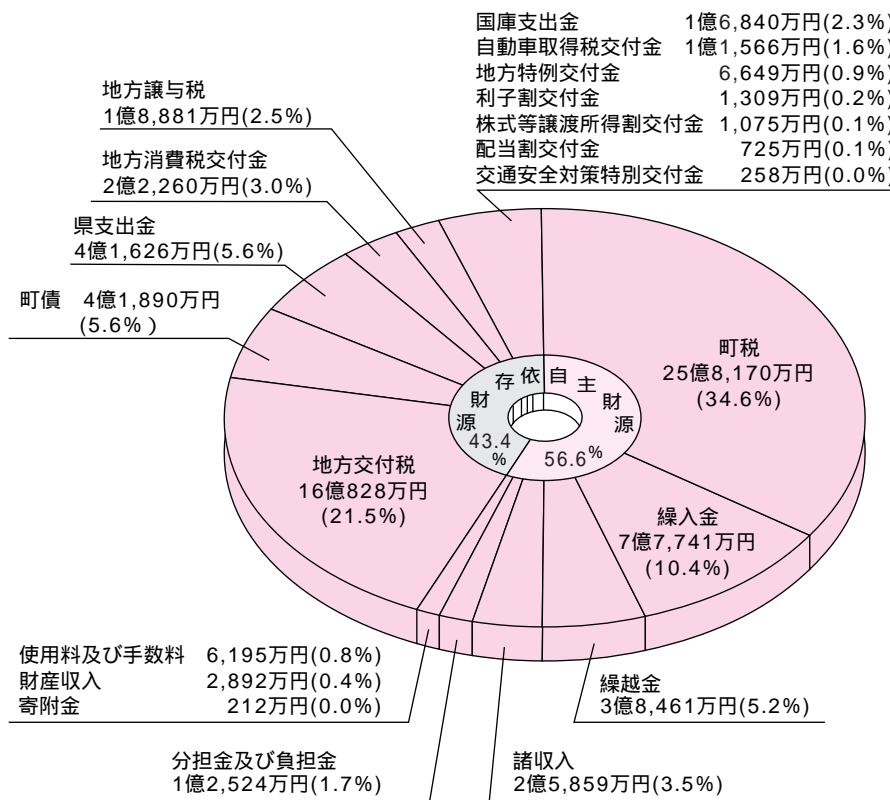 国庫支出金 1億6,840万円(2.3%)
自動車取得税交付金 1億1,566万円(1.6%)
地方特例交付金 6,649万円(0.9%)
利子割交付金 1,309万円(0.2%)
株式等譲渡所得割交付金 1,075万円(0.1%)
配当割交付金 725万円(0.1%)
交通安全対策特別交付金 258万円(0.0%)
地方譲与税
1億8,881万円(2.5%)
地方消費税交付金
2億2,260万円(3.0%)
県支出金
4億1,626万円(5.6%)
町債 4億1,890万円
(5.6%)
町税
25億8,170万円
(34.6%)
依存財源
43.4
%
自主財源
56.6%
地方交付税
16億828万円
(21.5%)
繰入金
7億7,741万円
(10.4%)
使用料及び手数料 6,195万円(0.8%)
財産収入 2,892万円(0.4%)
寄附金 212万円(0.0%)
繰越金
3億8,461万円(5.2%)
分担金及び負担金
1億2,524万円(1.7%)
諸収入
2億5,859万円(3.5%)